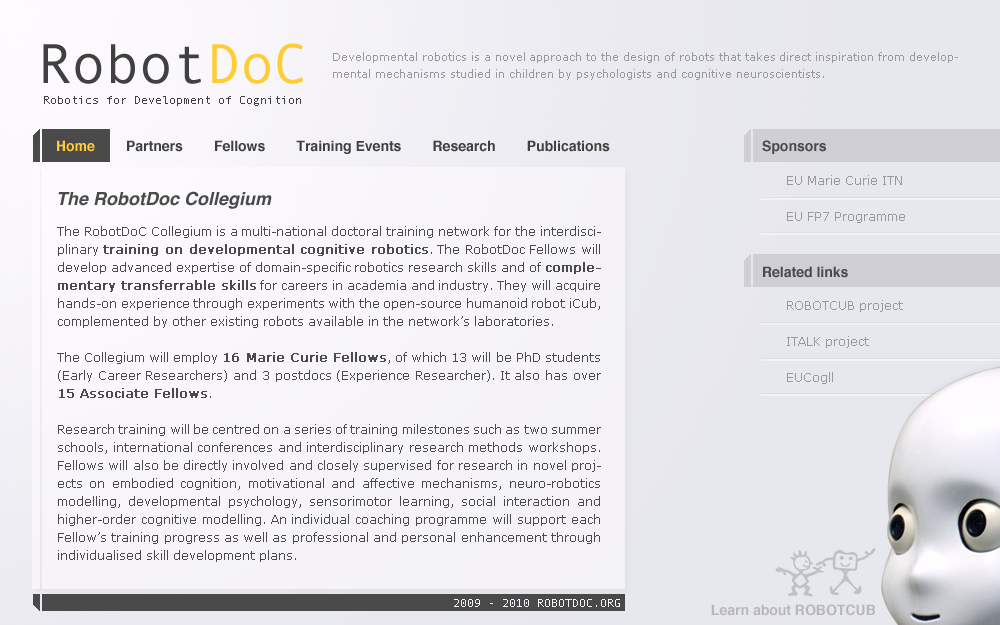 RobotDoC
Robotics for Development of Cognition
Developmental robotics is a novel approach to the design of robots that takes direct inspiration from develop-
mental mechanisms studied in children by psychologists and cognitive neuroscientists.
Home Partners Fellows Training Events Research Publications
The RobotDoc Collegium
The RobotDoC Collegium is a multi-national doctoral training network for the interdisci-
plinary training on developmental cognitive robotics. The RobotDoc Fellows will
develop advanced expertise of domain-specific robotics research skills and of comple-
mentary transferrable skills for careers in academia and industry. They will acquire
hands-on experience through experiments with the open-source humanoid robot iCub,
complemented by other existing robots available in the network's laboratories.
The Collegium will employ 16 Marie Curie Fellows, of which 13 will be PhD students
(Early Career Researchers) and 3 postdocs (Experience Researcher). It also has over
15 Associate Fellows.
Research training will be centred on a series of training milestones such as two summer
schools, international conferences and interdisciplinary research methods workshops.
Fellows will also be directly involved and closely supervised for research in novel proj-
ects on embodied cognition, motivational and affective mechanisms, neuro-robotics
modelling, developmental psychology, sensorimotor learning, social interaction and
higher-order cognitive modelling. An individual coaching programme will support each
Fellow's training progress as well as professional and personal enhancement through
individualised skill development plans.
2009 - 2010 ROBOTDOC.ORG
Sponsors
EU Marie Curie ITN
EU FP7 Programme
Related links
ROBOTCUB project
ITALK project
EUCogll
Learn about ROBOTCUB